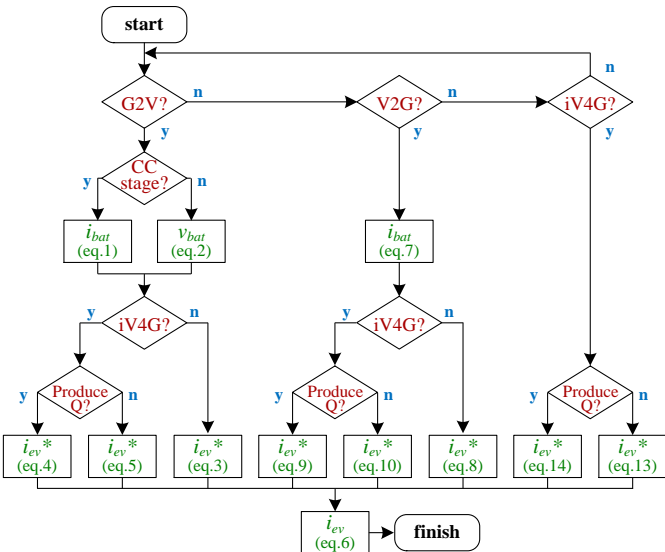 start
n
G2V?
n
V2G?
n
iV4G?
y
y
y
CC
stage?
y
n
i_bat
(eq.1)
v_bat
(eq.2)
i_bat
(eq.7)
y
iV4G?
n
y
iV4G?
n
y
Produce
Q?
n
y
Produce
Q?
n
y
Produce
Q?
n
i_ev*
(eq.4)
i_ev*
(eq.5)
i_ev*
(eq.3)
i_ev*
(eq.9)
i_ev*
(eq.10)
i_ev*
(eq.8)
i_ev*
(eq.14)
i_ev*
(eq.13)
i_ev
(eq.6)
finish